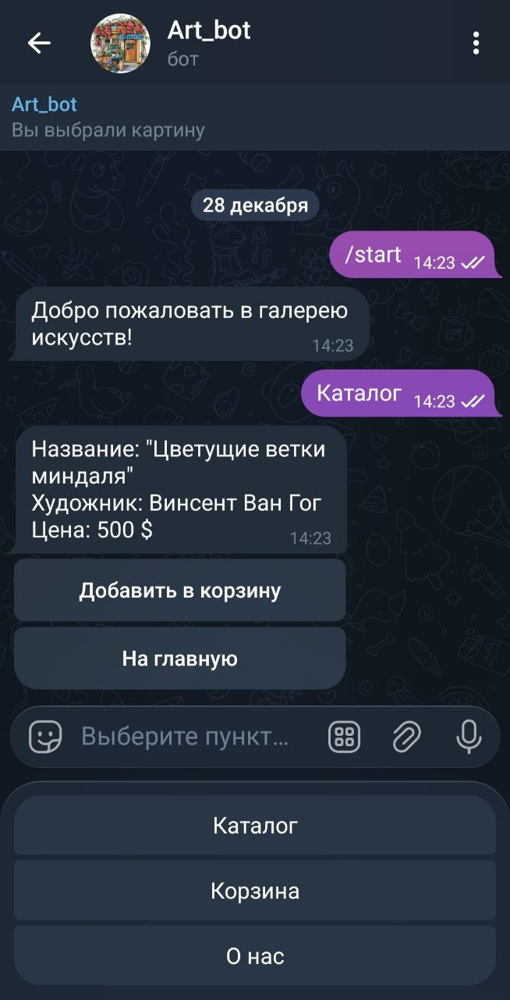 Art_bot
бот
Art_bot
Вы выбрали картину
28 декабря
/start 14:23
Добро пожаловать в галерею
искусств! 14:23
Каталог 14:23
Название: "Цветущие ветки
миндаля"
Художник: Винсент Ван Гог
Цена: 500 $ 14:23
Добавить в корзину
На главную
Выберите пункт...
Каталог
Корзина
О нас